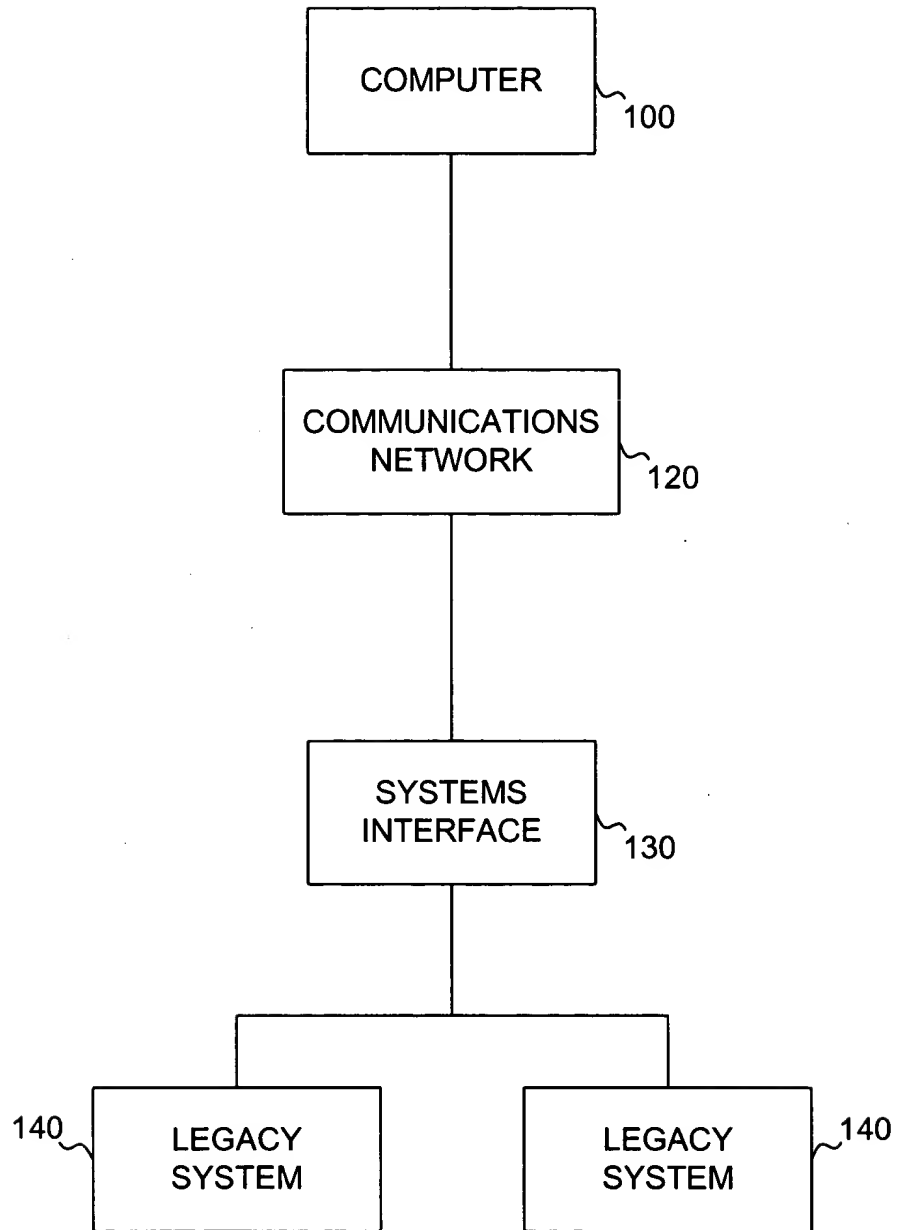 COMPUTER
100
COMMUNICATIONS
NETWORK
120
SYSTEMS
INTERFACE
130
140
LEGACY
SYSTEM
LEGACY
SYSTEM
140